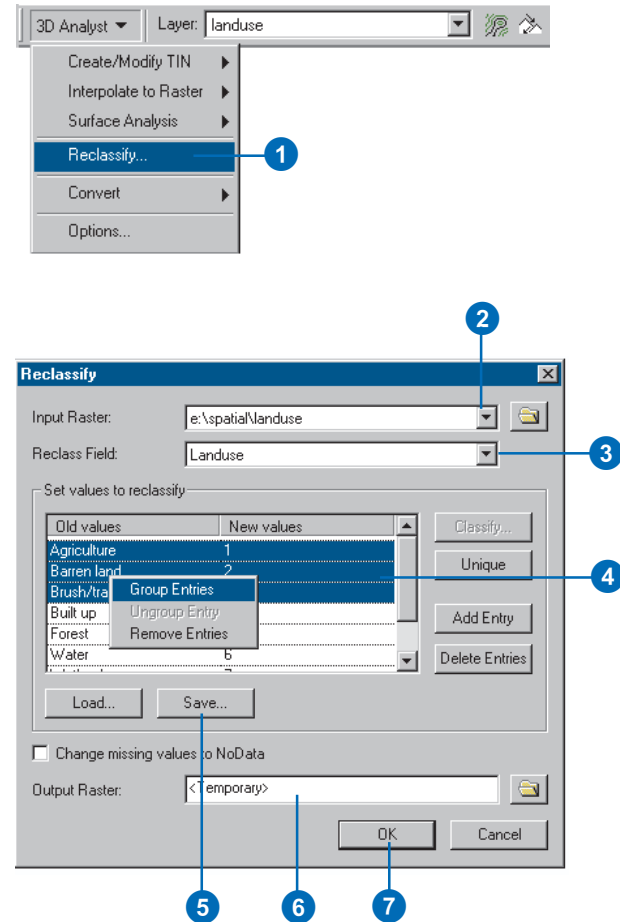 3D Analyst Layer: landuse
Create/Modify TIN
Interpolate to Raster
Surface Analysis
Reclassify... 1
Convert
Options...
2
Reclassify
Input Raster: e:\spatial\landuse
Reclass Field: Landuse 3
Set values to reclassify
Old values New values Classify...
Agriculture 1
Barren land 2 Unique
4
Brush/tra Group Entries
Built up Ungroup Entry Add Entry
Forest Remove Entries
Water 6 Delete Entries
Load... Save...
Change missing values to NoData
Output Raster: <Temporary>
OK Cancel
5 6 7